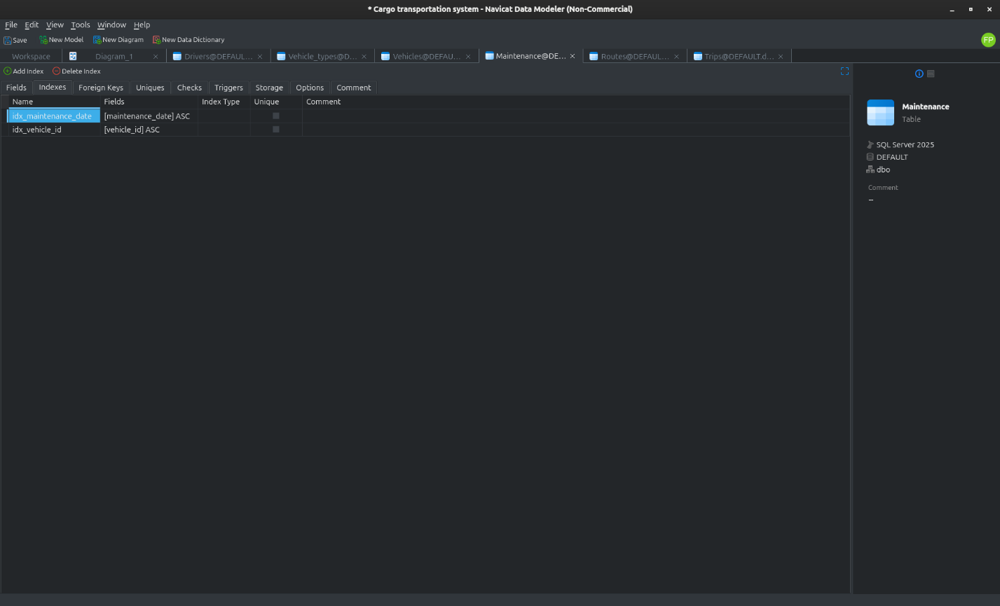 * Cargo transportation system - Navicat Data Modeler (Non-Commercial)
File Edit View Tools Window Help
Save New Model New Diagram New Data Dictionary FP
Workspace Diagram_1 Drivers@DEFAUL... Vehicle_types@D... Vehicles@DEFAU... Maintenance@DE... Routes@DEFAUL... Trips@DEFAULT.d...
Add Index Delete Index
Fields Indexes Foreign Keys Uniques Checks Triggers Storage Options Comment
Name Fields Index Type Unique Comment
idx_maintenance_date [maintenance_date] ASC
idx_vehicle_id [vehicle_id] ASC
Maintenance
Table
SQL Server 2025
DEFAULT
dbo
Comment
--